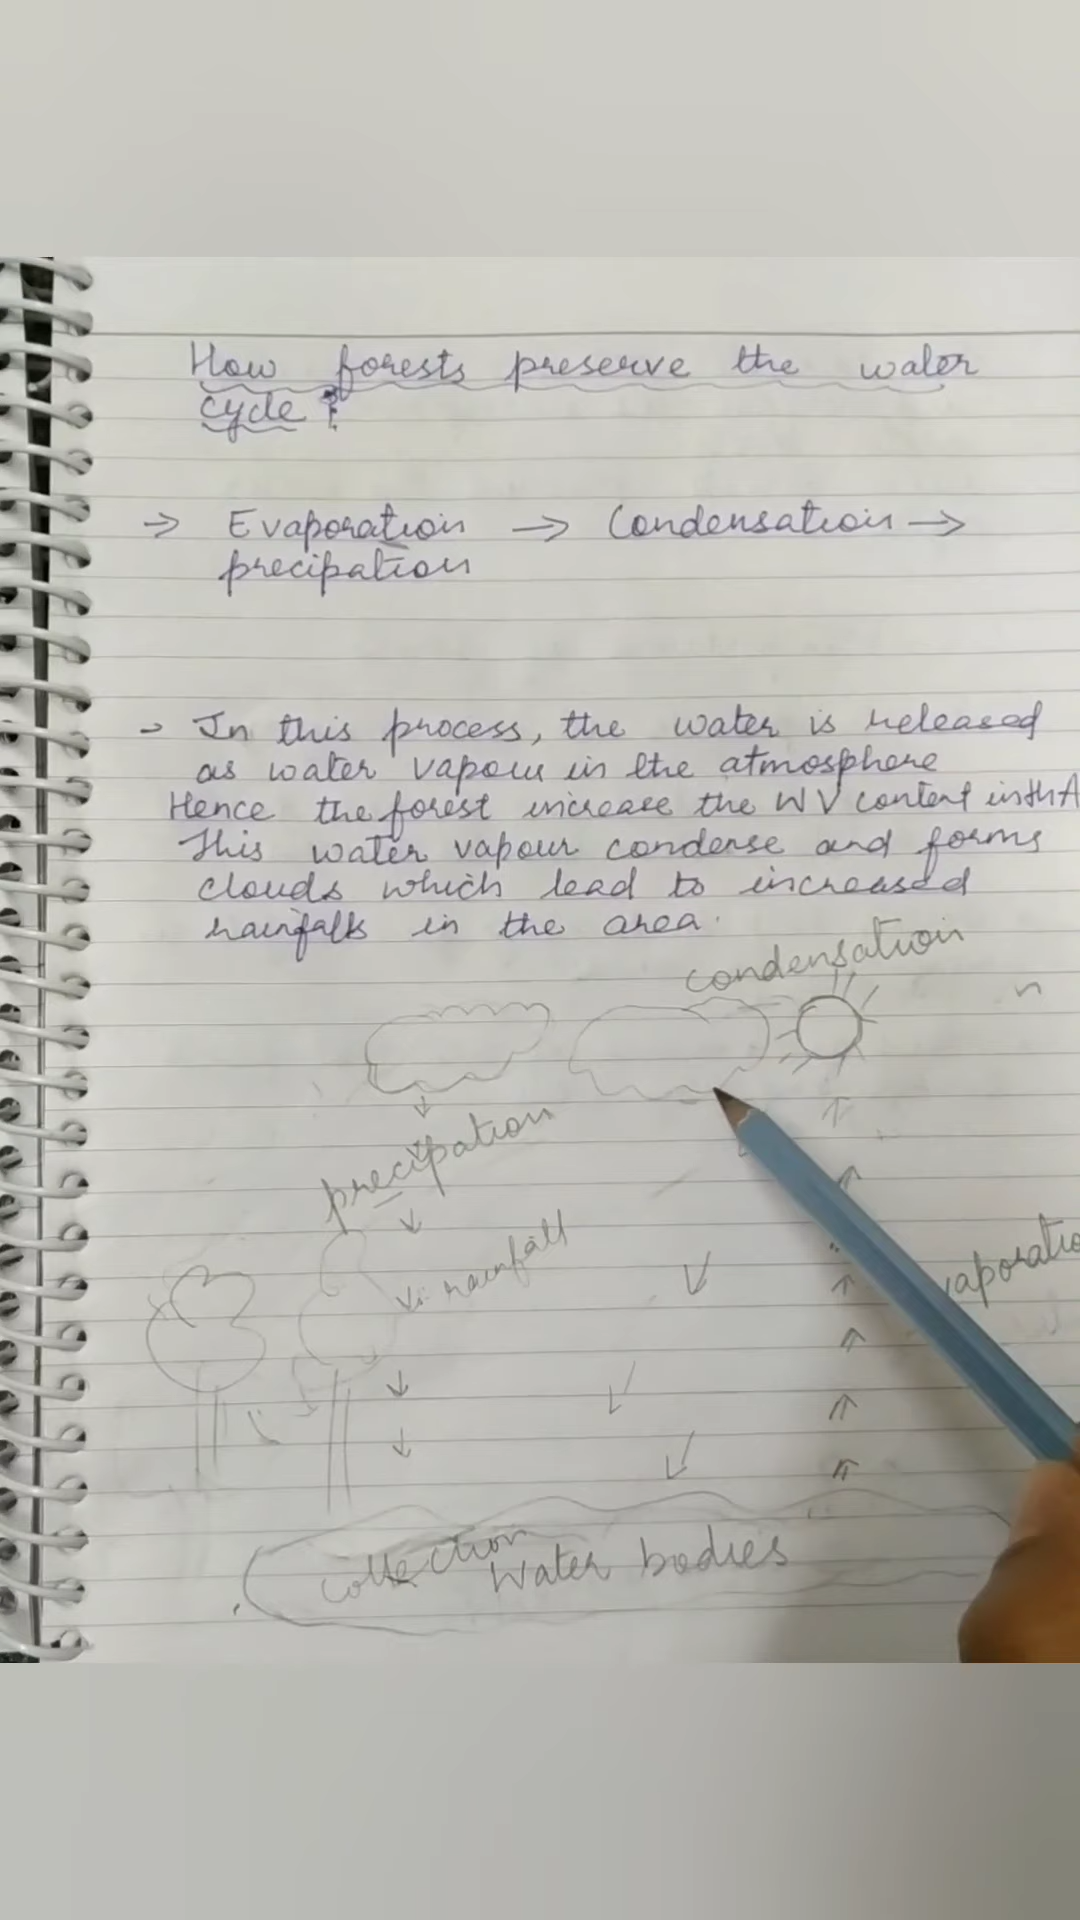 How forests preserve the water
cycle ?
→ Evaporation → Condensation →
precipation
→ In this process, the water is released
as water vapour in the atmosphere
Hence the forest increase the WV content in th A
This water vapour condense and forms
clouds which lead to increased
rainfalls in the area.
condensation
precipation
rainfall
vaporatio
collection
Water bodies